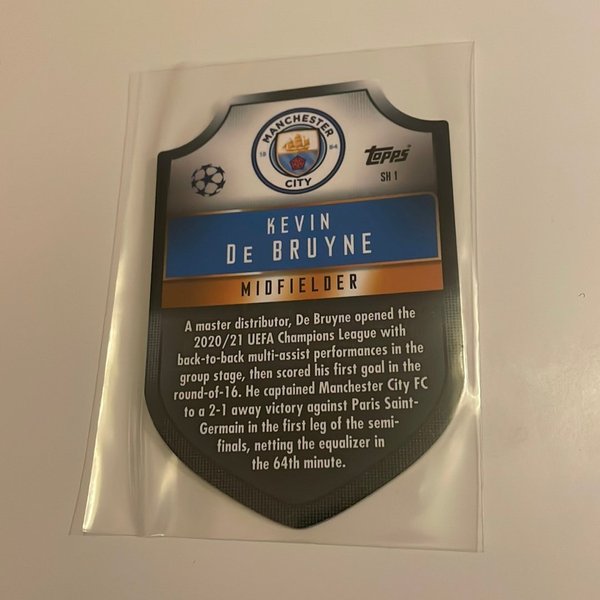 MANCHESTER
18 94
CITY
topps
SH 1
KEVIN
DE BRUYNE
MIDFIELDER
A master distributor, De Bruyne opened the
2020/21 UEFA Champions League with
back-to-back multi-assist performances in the
group stage, then scored his first goal in the
round-of-16. He captained Manchester City FC
to a 2-1 away victory against Paris Saint-
Germain in the first leg of the semi-
finals, netting the equalizer in
the 64th minute.